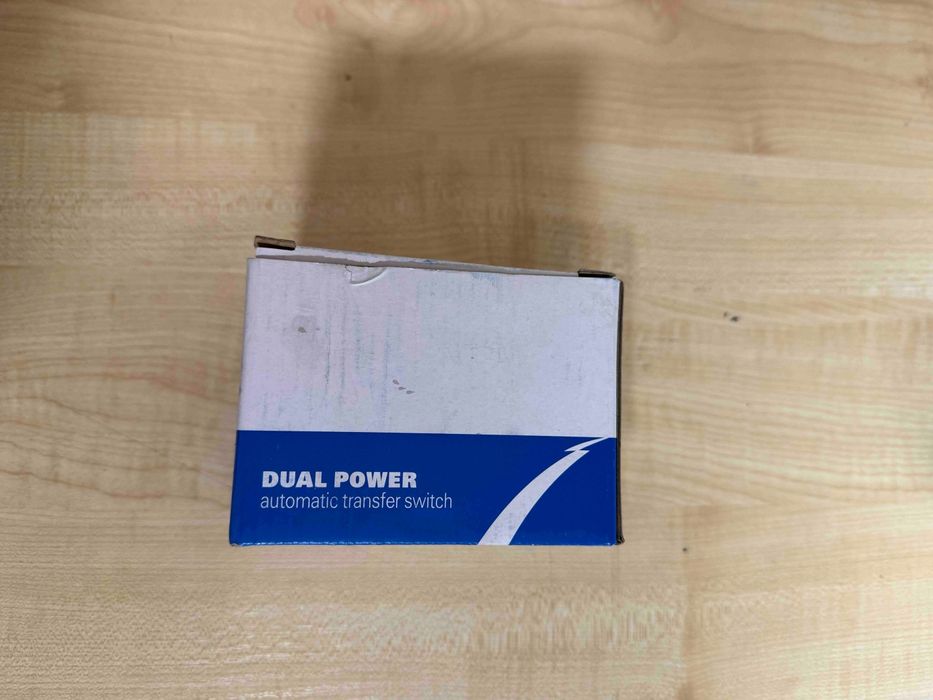 DUAL POWER
automatic transfer switch